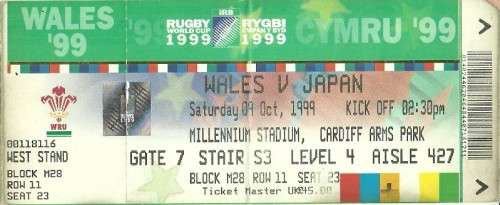 WALES
'99
IRB
RUGBY
WORLD CUP
1999
RYGBI
CWPAN Y BYD
1999
CYMRU '99
WALES V JAPAN
Saturday 09 Oct, 1999 KICK OFF 02:30pm
MILLENNIUM STADIUM, CARDIFF ARMS PARK
GATE 7 STAIR S3 LEVEL 4 AISLE 427
BLOCK M28 ROW 11 SEAT 23
Ticket Master UK£45.00
WRU
00118116
WEST STAND
BLOCK M28
ROW 11
SEAT 23